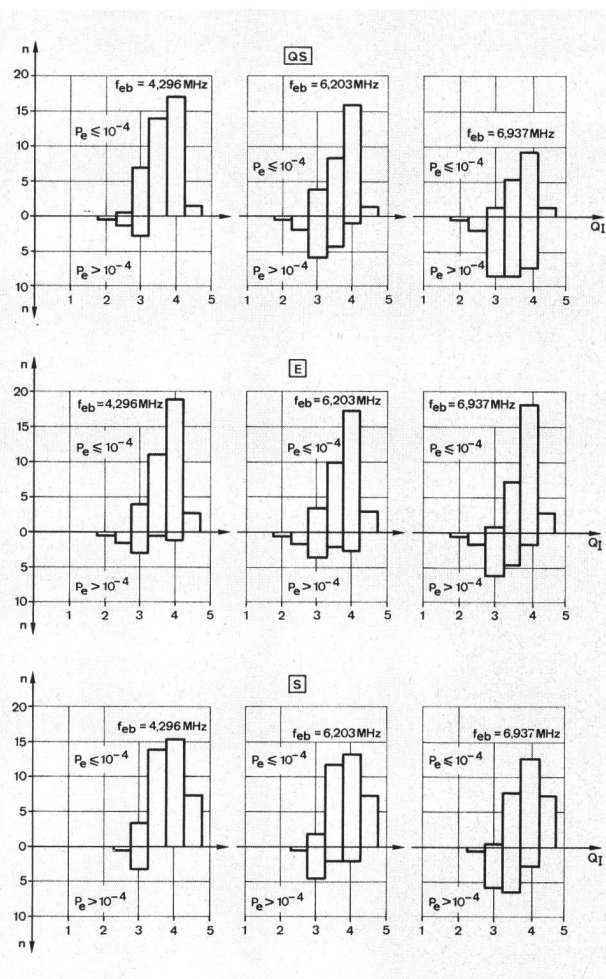 n
QS
20
f_eb = 4,296 MHz
f_eb = 6,203 MHz
15
f_eb = 6,937 MHz
P_e ≤ 10⁻⁴
P_e ≤ 10⁻⁴
P_e ≤ 10⁻⁴
10
5
0
Q_I
5
P_e > 10⁻⁴
P_e > 10⁻⁴
P_e > 10⁻⁴
10
n
1 2 3 4 5
1 2 3 4 5
1 2 3 4 5
n
E
20
f_eb = 4,296 MHz
f_eb = 6,203 MHz
f_eb = 6,937 MHz
15
P_e ≤ 10⁻⁴
P_e ≤ 10⁻⁴
P_e ≤ 10⁻⁴
10
5
0
Q_I
5
P_e > 10⁻⁴
P_e > 10⁻⁴
P_e > 10⁻⁴
10
n
1 2 3 4 5
1 2 3 4 5
1 2 3 4 5
n
S
20
f_eb = 4,296 MHz
f_eb = 6,203 MHz
f_eb = 6,937 MHz
15
P_e ≤ 10⁻⁴
P_e ≤ 10⁻⁴
P_e ≤ 10⁻⁴
10
5
0
Q_I
5
P_e > 10⁻⁴
P_e > 10⁻⁴
P_e > 10⁻⁴
10
n
1 2 3 4 5
1 2 3 4 5
1 2 3 4 5